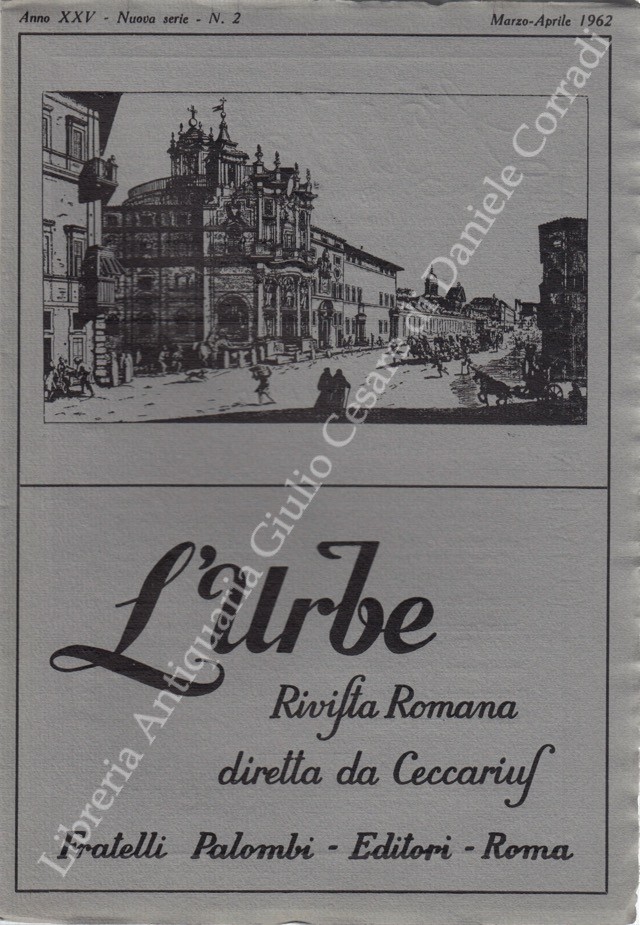 Anno XXV - Nuova serie - N. 2
Marzo-Aprile 1962
L'Urbe
Rivista Romana
diretta da Ceccarius
Fratelli Palombi - Editori - Roma
Libreria Antiquaria Giulio Cesare di Daniele Corradi